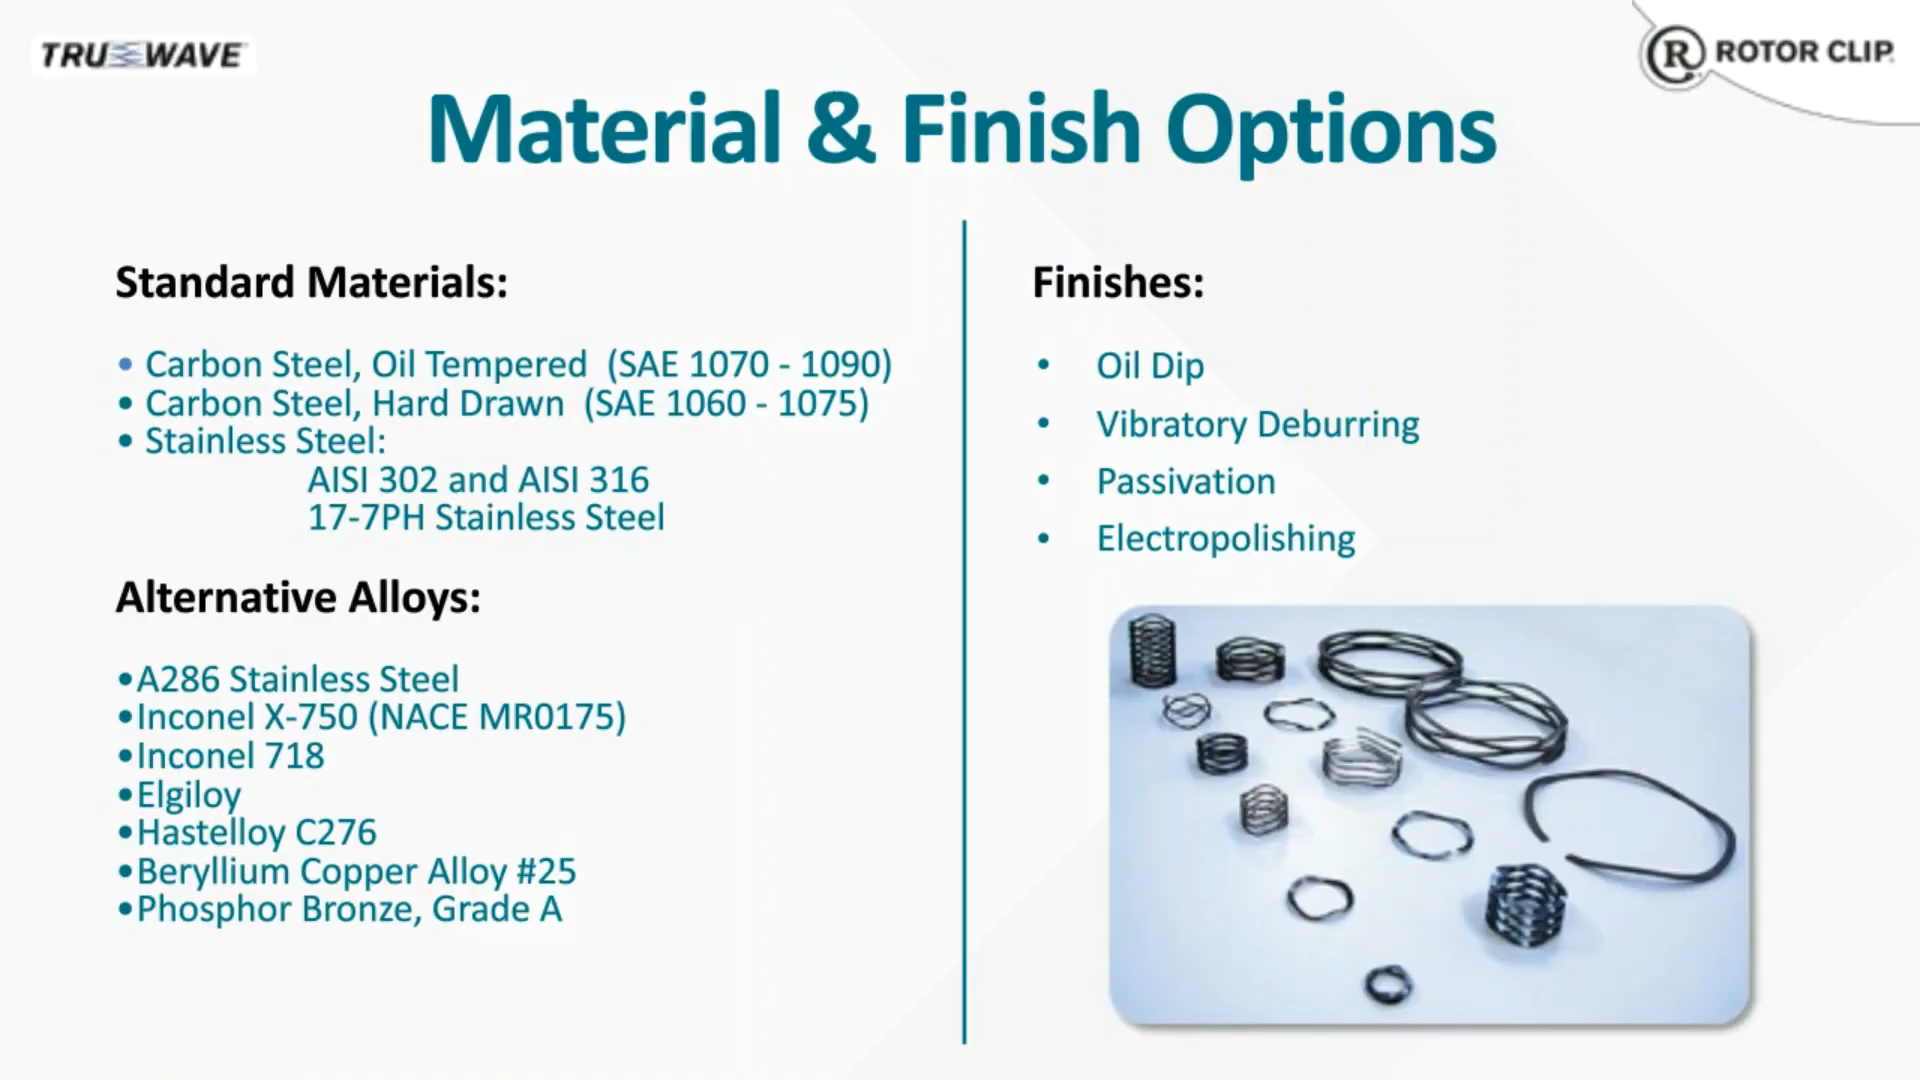 TRUWAVE
ROTOR CLIP
Material & Finish Options
Standard Materials:
• Carbon Steel, Oil Tempered (SAE 1070 - 1090)
• Carbon Steel, Hard Drawn (SAE 1060 - 1075)
• Stainless Steel:
AISI 302 and AISI 316
17-7PH Stainless Steel
Alternative Alloys:
•A286 Stainless Steel
•Inconel X-750 (NACE MR0175)
•Inconel 718
•Elgiloy
•Hastelloy C276
•Beryllium Copper Alloy #25
•Phosphor Bronze, Grade A
Finishes:
• Oil Dip
• Vibratory Deburring
• Passivation
• Electropolishing